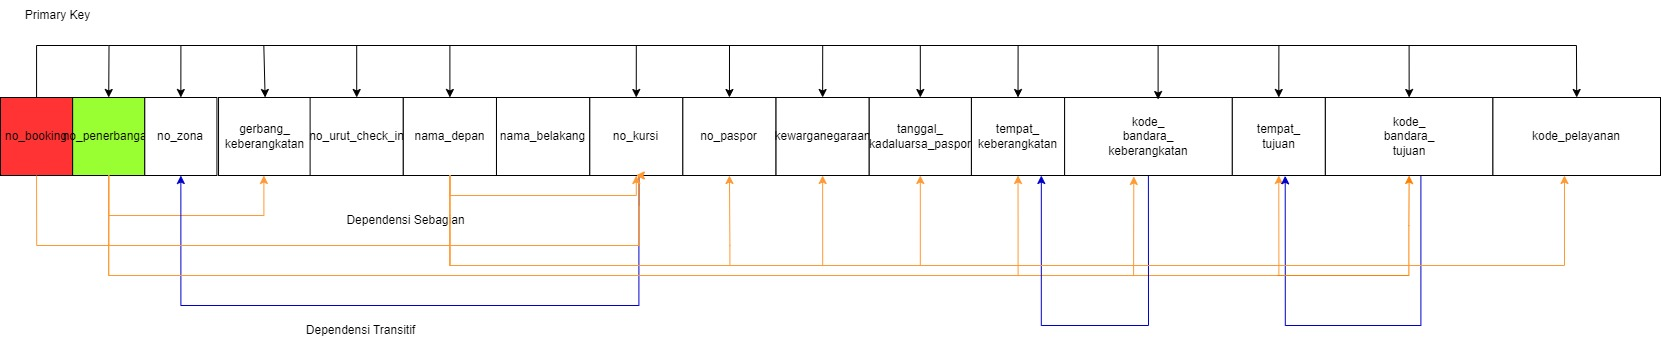 Primary Key
no_booking
no_penerbanga
no_zona
gerbang_
keberangkatan
no_urut_check_in
nama_depan
nama_belakang
no_kursi
no_paspor
kewarganegaraan
tanggal_
kadaluarsa_paspor
tempat_
keberangkatan
kode_
bandara_
keberangkatan
tempat_
tujuan
kode_
bandara_
tujuan
kode_pelayanan
Dependensi Sebagian
Dependensi Transitif